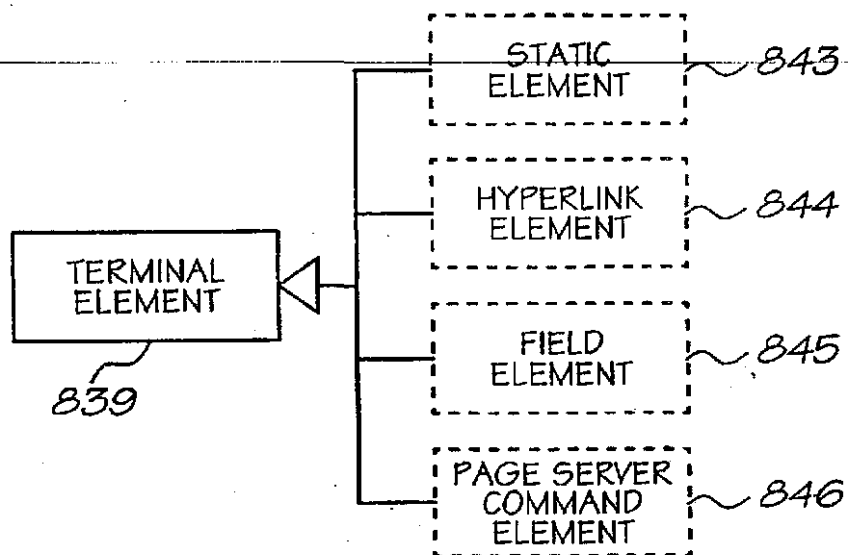 STATIC
ELEMENT
843
HYPERLINK
ELEMENT
844
TERMINAL
ELEMENT
839
FIELD
ELEMENT
845
PAGE SERVER
COMMAND
ELEMENT
846